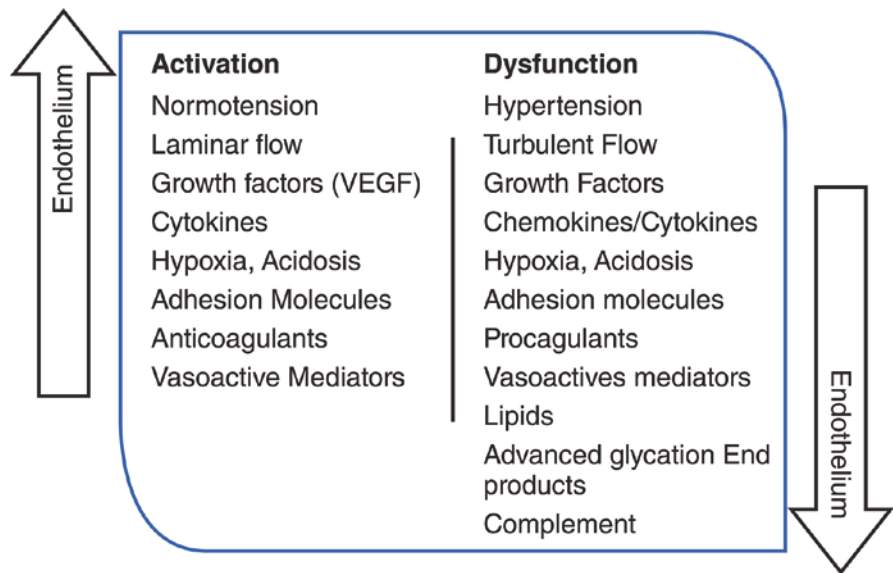 Endothelium
Activation
Normotension
Laminar flow
Growth factors (VEGF)
Cytokines
Hypoxia, Acidosis
Adhesion Molecules
Anticoagulants
Vasoactive Mediators
Dysfunction
Hypertension
Turbulent Flow
Growth Factors
Chemokines/Cytokines
Hypoxia, Acidosis
Adhesion molecules
Procagulants
Vasoactives mediators
Lipids
Advanced glycation End
products
Complement
Endothelium